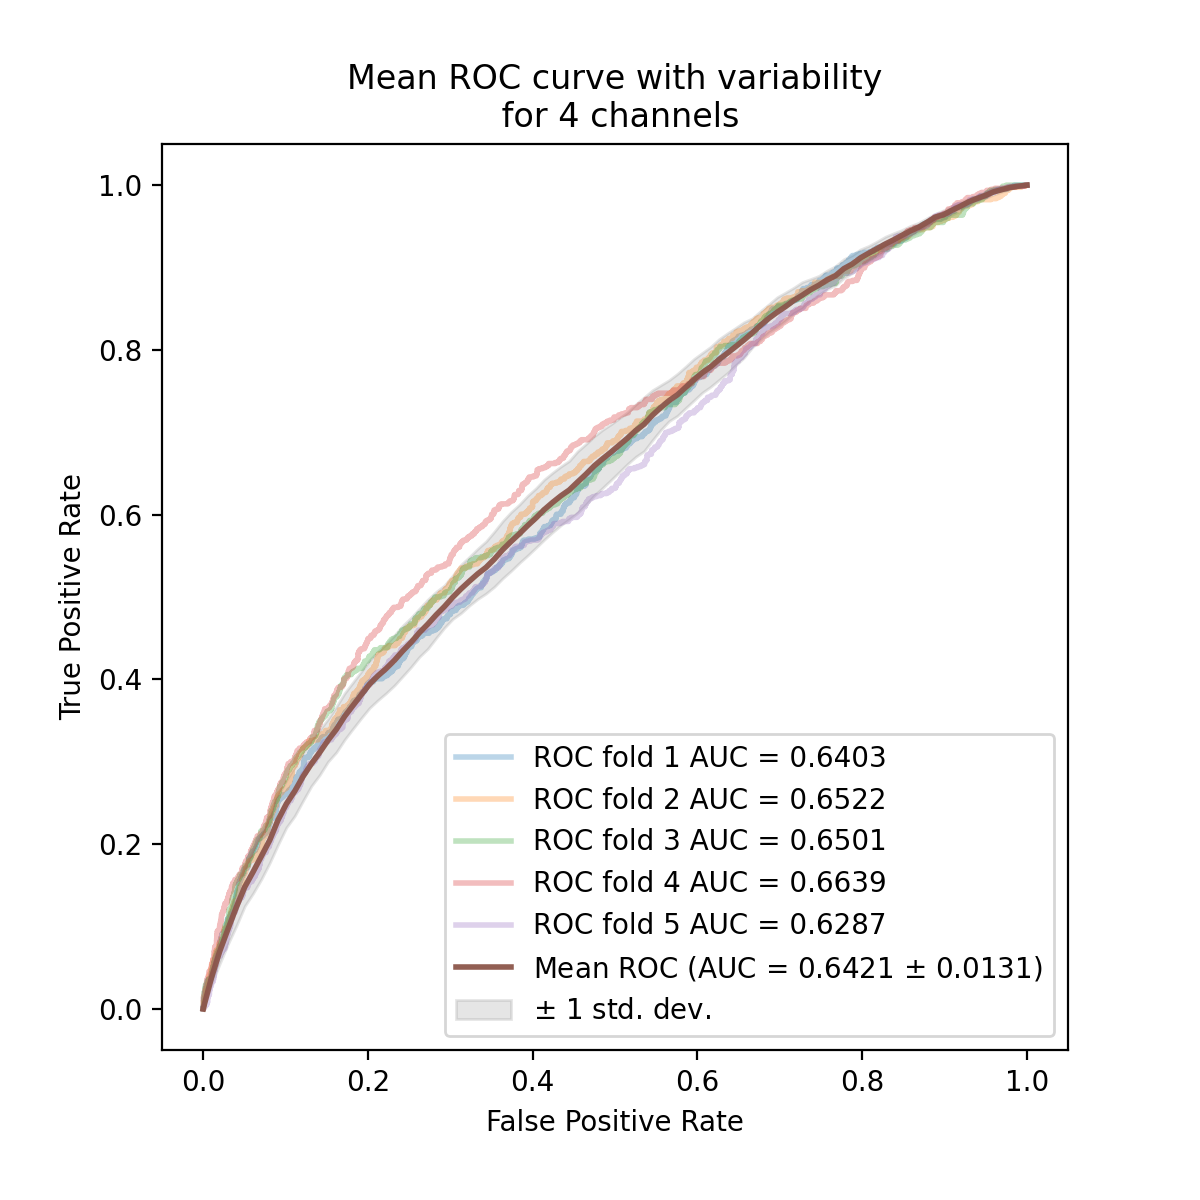 Mean ROC curve with variability
for 4 channels
1.0
0.8
0.6
0.4
0.2
0.0
True Positive Rate
ROC fold 1 AUC = 0.6403
ROC fold 2 AUC = 0.6522
ROC fold 3 AUC = 0.6501
ROC fold 4 AUC = 0.6639
ROC fold 5 AUC = 0.6287
Mean ROC (AUC = 0.6421 ± 0.0131)
± 1 std. dev.
0.0 0.2 0.4 0.6 0.8 1.0
False Positive Rate